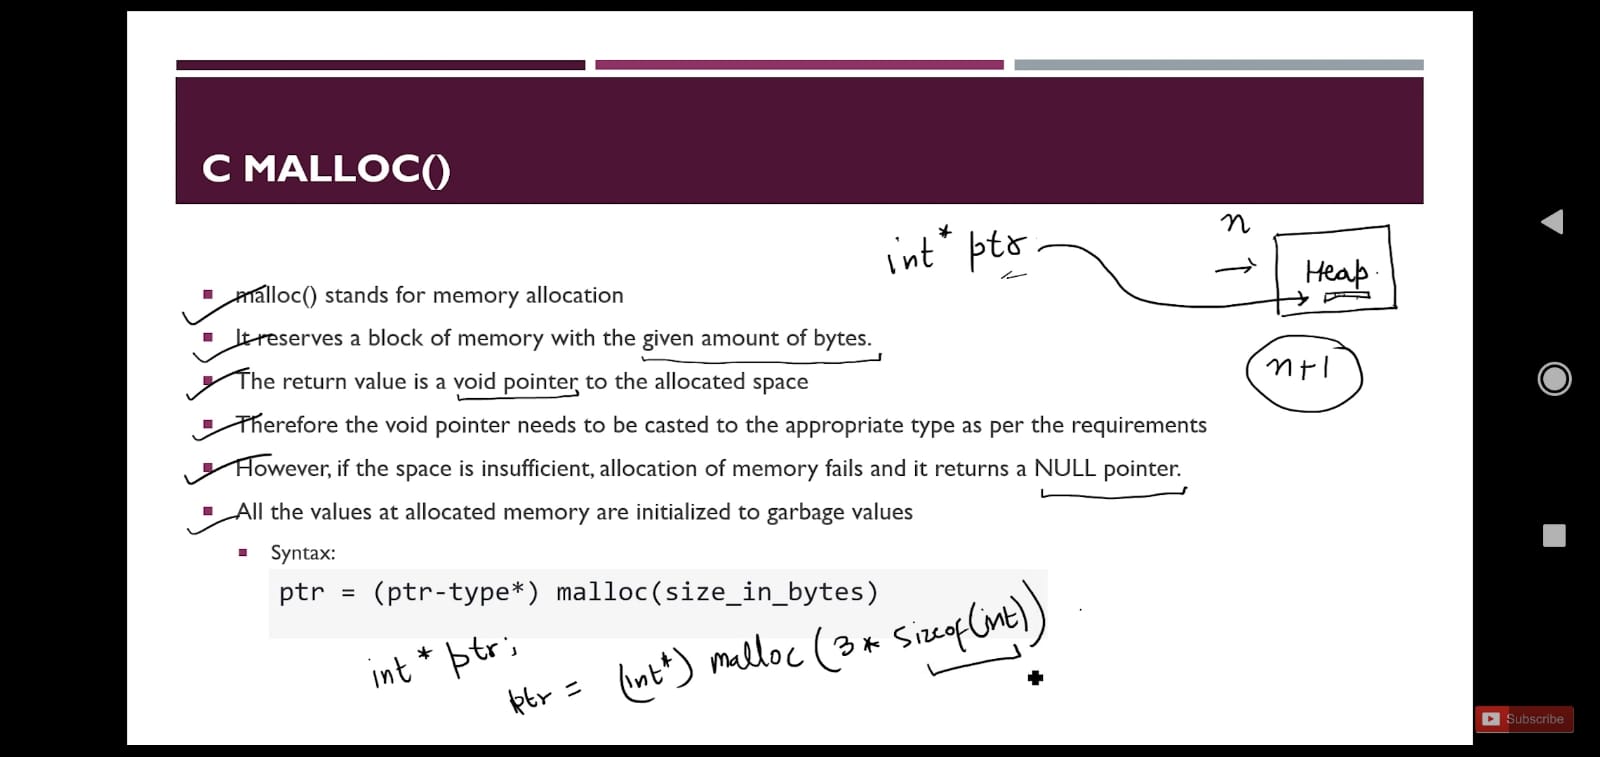 C MALLOC()
int* ptr
n
Heap
n+1
malloc() stands for memory allocation
It reserves a block of memory with the given amount of bytes.
The return value is a void pointer to the allocated space
Therefore the void pointer needs to be casted to the appropriate type as per the requirements
However, if the space is insufficient, allocation of memory fails and it returns a NULL pointer.
All the values at allocated memory are initialized to garbage values
Syntax:
ptr = (ptr-type*) malloc(size_in_bytes)
int * ptr;
ptr = (int*) malloc (3 * sizeof(int))
Subscribe